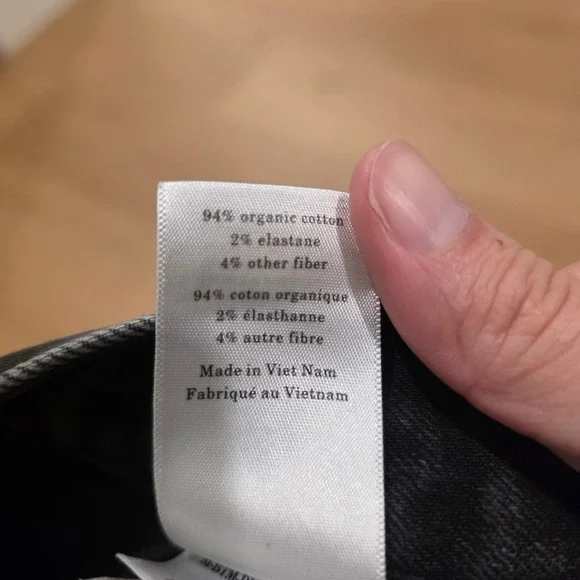 94% organic cotton
2% elastane
4% other fiber
94% coton organique
2% élasthanne
4% autre fibre
Made in Viet Nam
Fabriqué au Vietnam